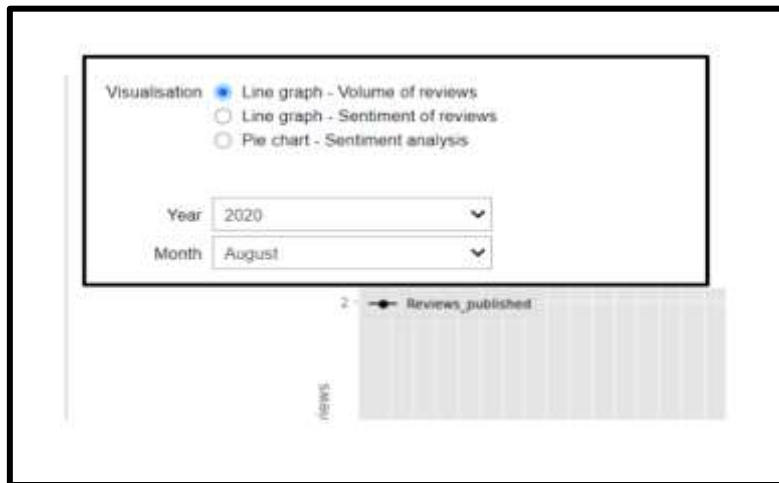 Visualisation Line graph - Volume of reviews
Line graph - Sentiment of reviews
Pie chart - Sentiment analysis
Year 2020
Month August
2 Reviews_published